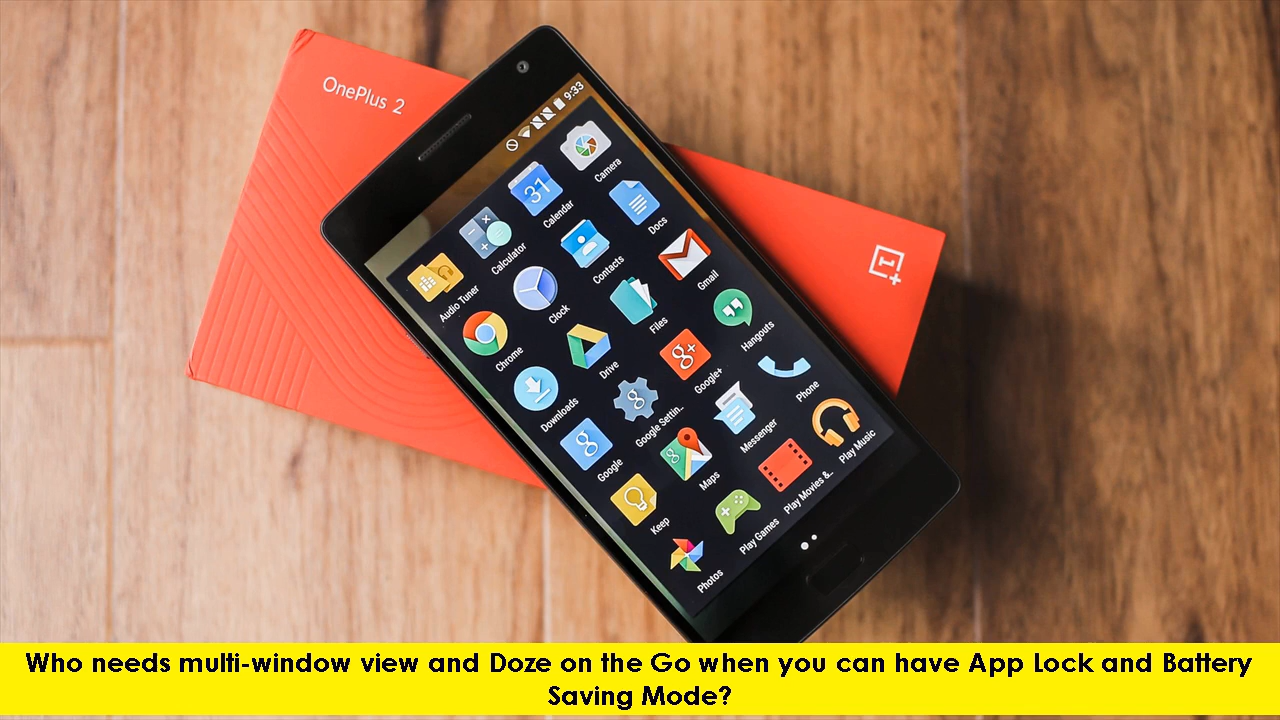 OnePlus 2
9:33
Camera
31
Calendar
Docs
Calculator
Contacts
Gmail
Audio Tuner
Clock
Files
Hangouts
Chrome
Drive
g+
Google+
Phone
Downloads
g
Google Settin..
Messenger
Play Music
g
Google
g
Maps
Play Movies &..
Keep
Play Games
Photos
1+
Who needs multi-window view and Doze on the Go when you can have App Lock and Battery
Saving Mode?